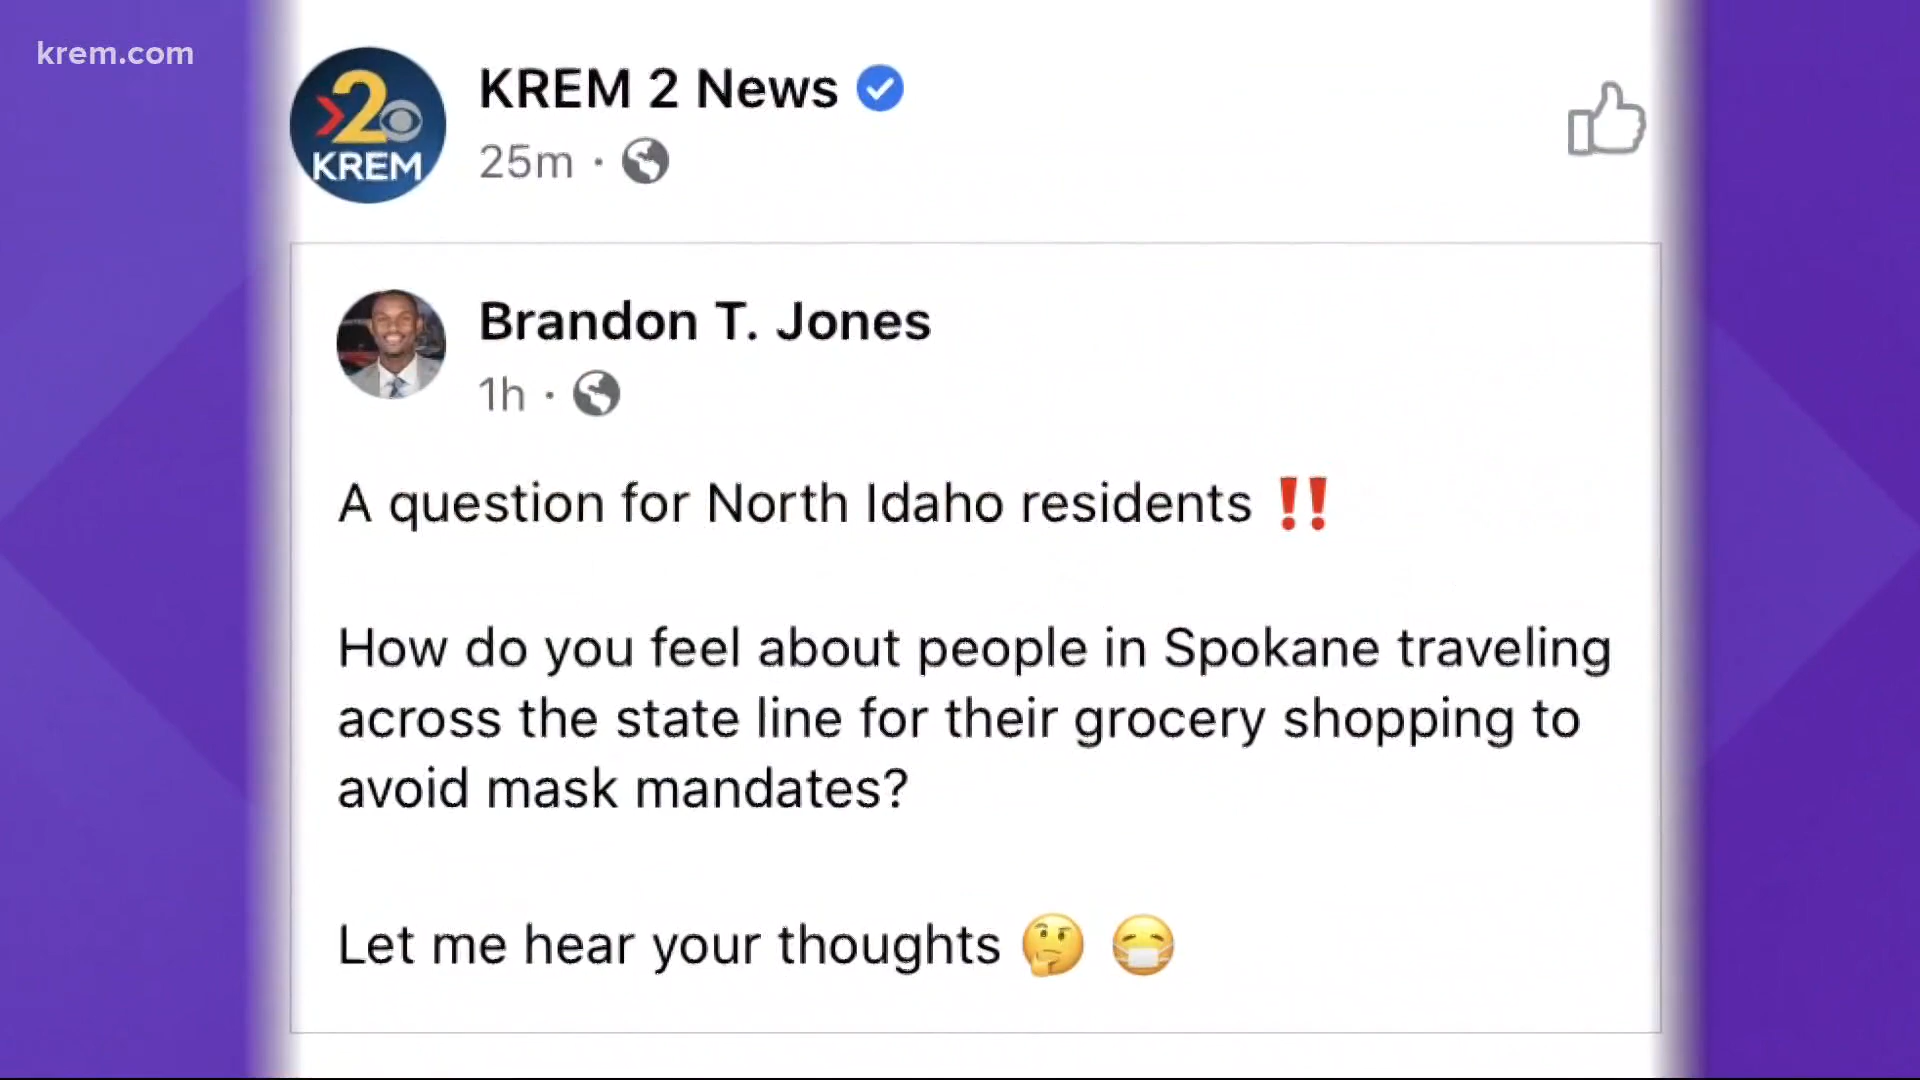 krem.com
2
KREM
KREM 2 News
25m ·
Brandon T. Jones
1h ·
A question for North Idaho residents ‼️
How do you feel about people in Spokane traveling
across the state line for their grocery shopping to
avoid mask mandates?
Let me hear your thoughts 🤔 😷